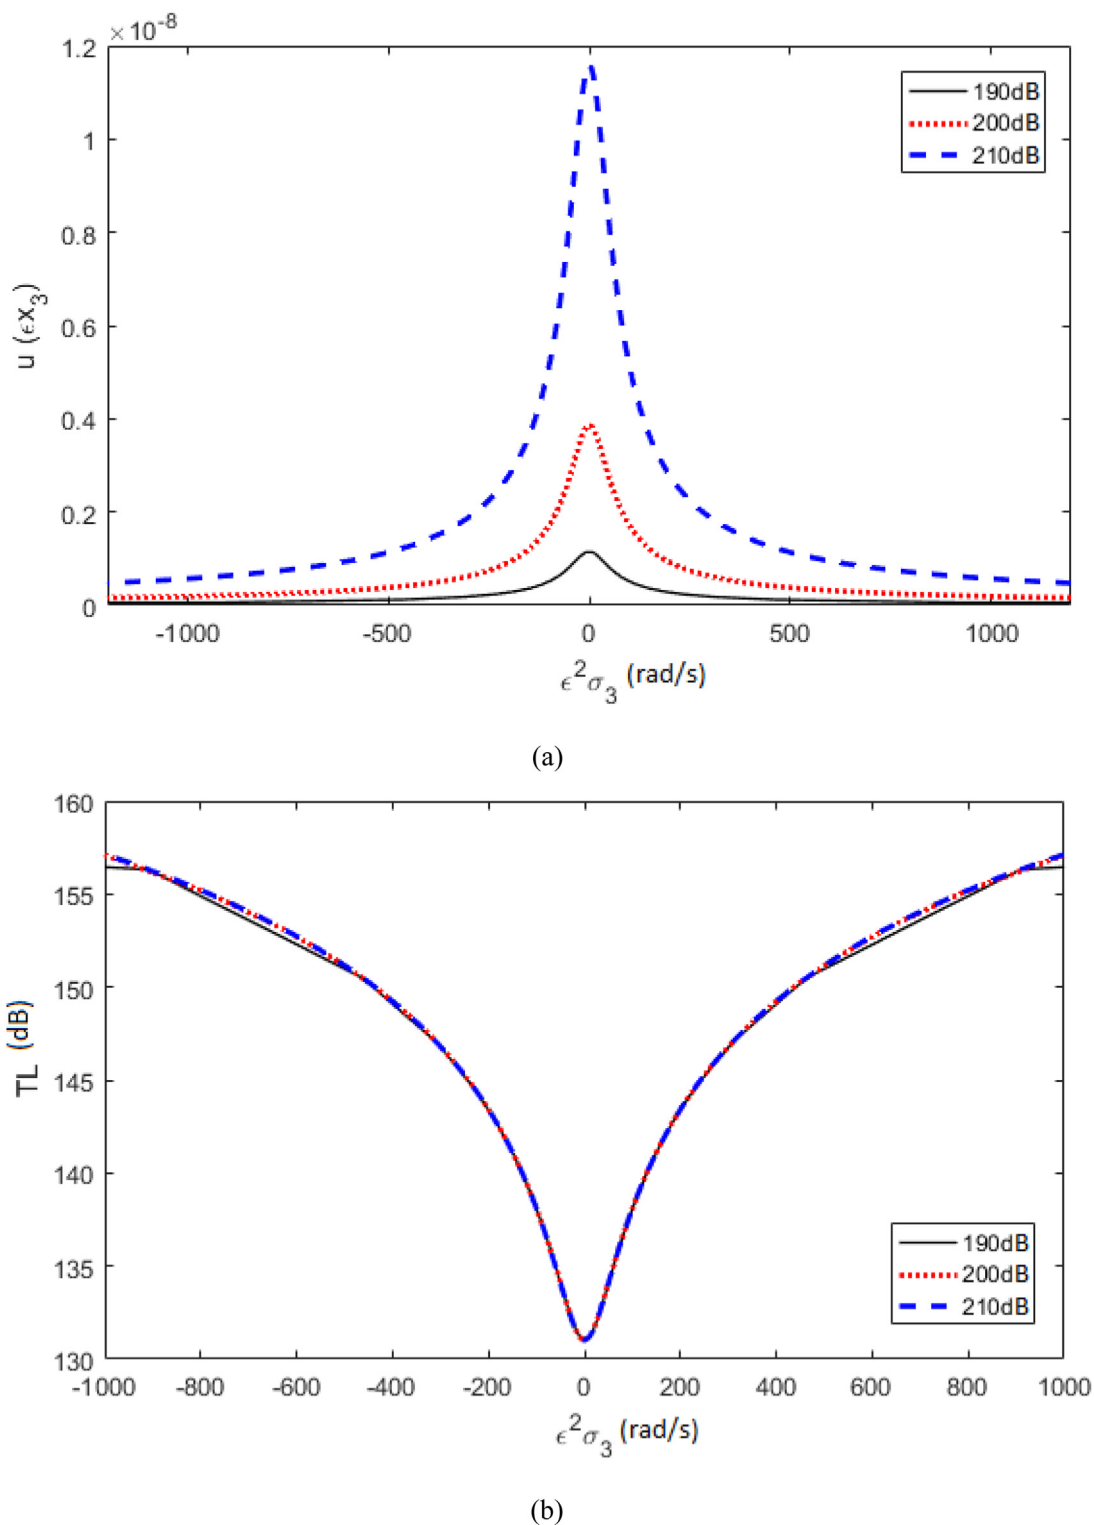 ×10⁻⁸
1.2
1
0.8
0.6
0.4
0.2
0
u (ϵx₃)
190dB
200dB
210dB
-1000 -500 0 500 1000
ϵ²σ₃ (rad/s)
(a)
160
155
150
145
140
135
130
TL (dB)
190dB
200dB
210dB
-1000 -800 -600 -400 -200 0 200 400 600 800 1000
ϵ²σ₃ (rad/s)
(b)